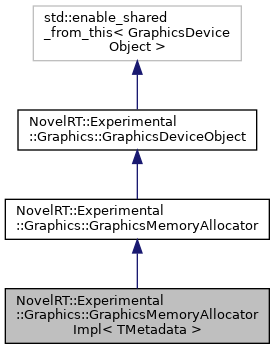 std::enable_shared
_from_this< GraphicsDevice
Object >
NovelRT::Experimental
::Graphics::GraphicsDeviceObject
NovelRT::Experimental
::Graphics::GraphicsMemoryAllocator
NovelRT::Experimental
::Graphics::GraphicsMemoryAllocator
Impl< TMetadata >